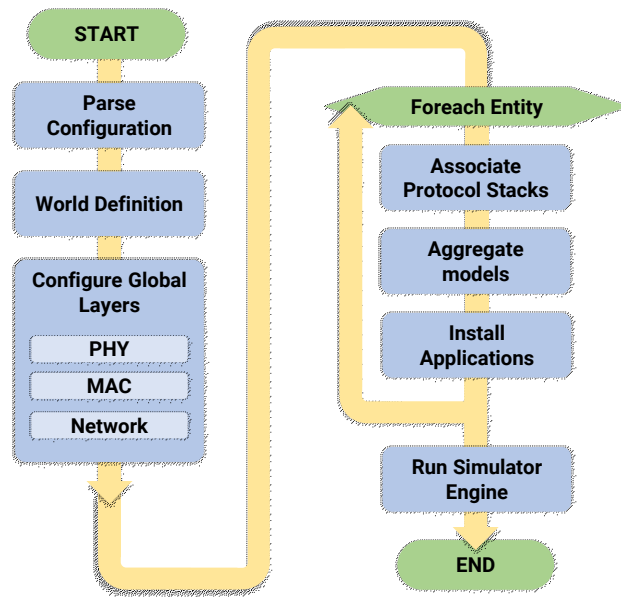 START
Parse
Configuration
World Definition
Configure Global
Layers
PHY
MAC
Network
Foreach Entity
Associate
Protocol Stacks
Aggregate
models
Install
Applications
Run Simulator
Engine
END